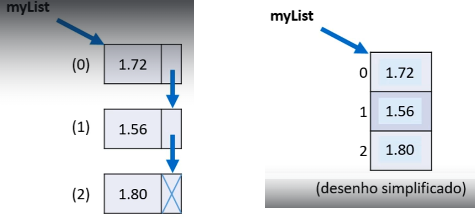 myList
(0) 1.72
(1) 1.56
(2) 1.80
myList
0 1.72
1 1.56
2 1.80
(desenho simplificado)